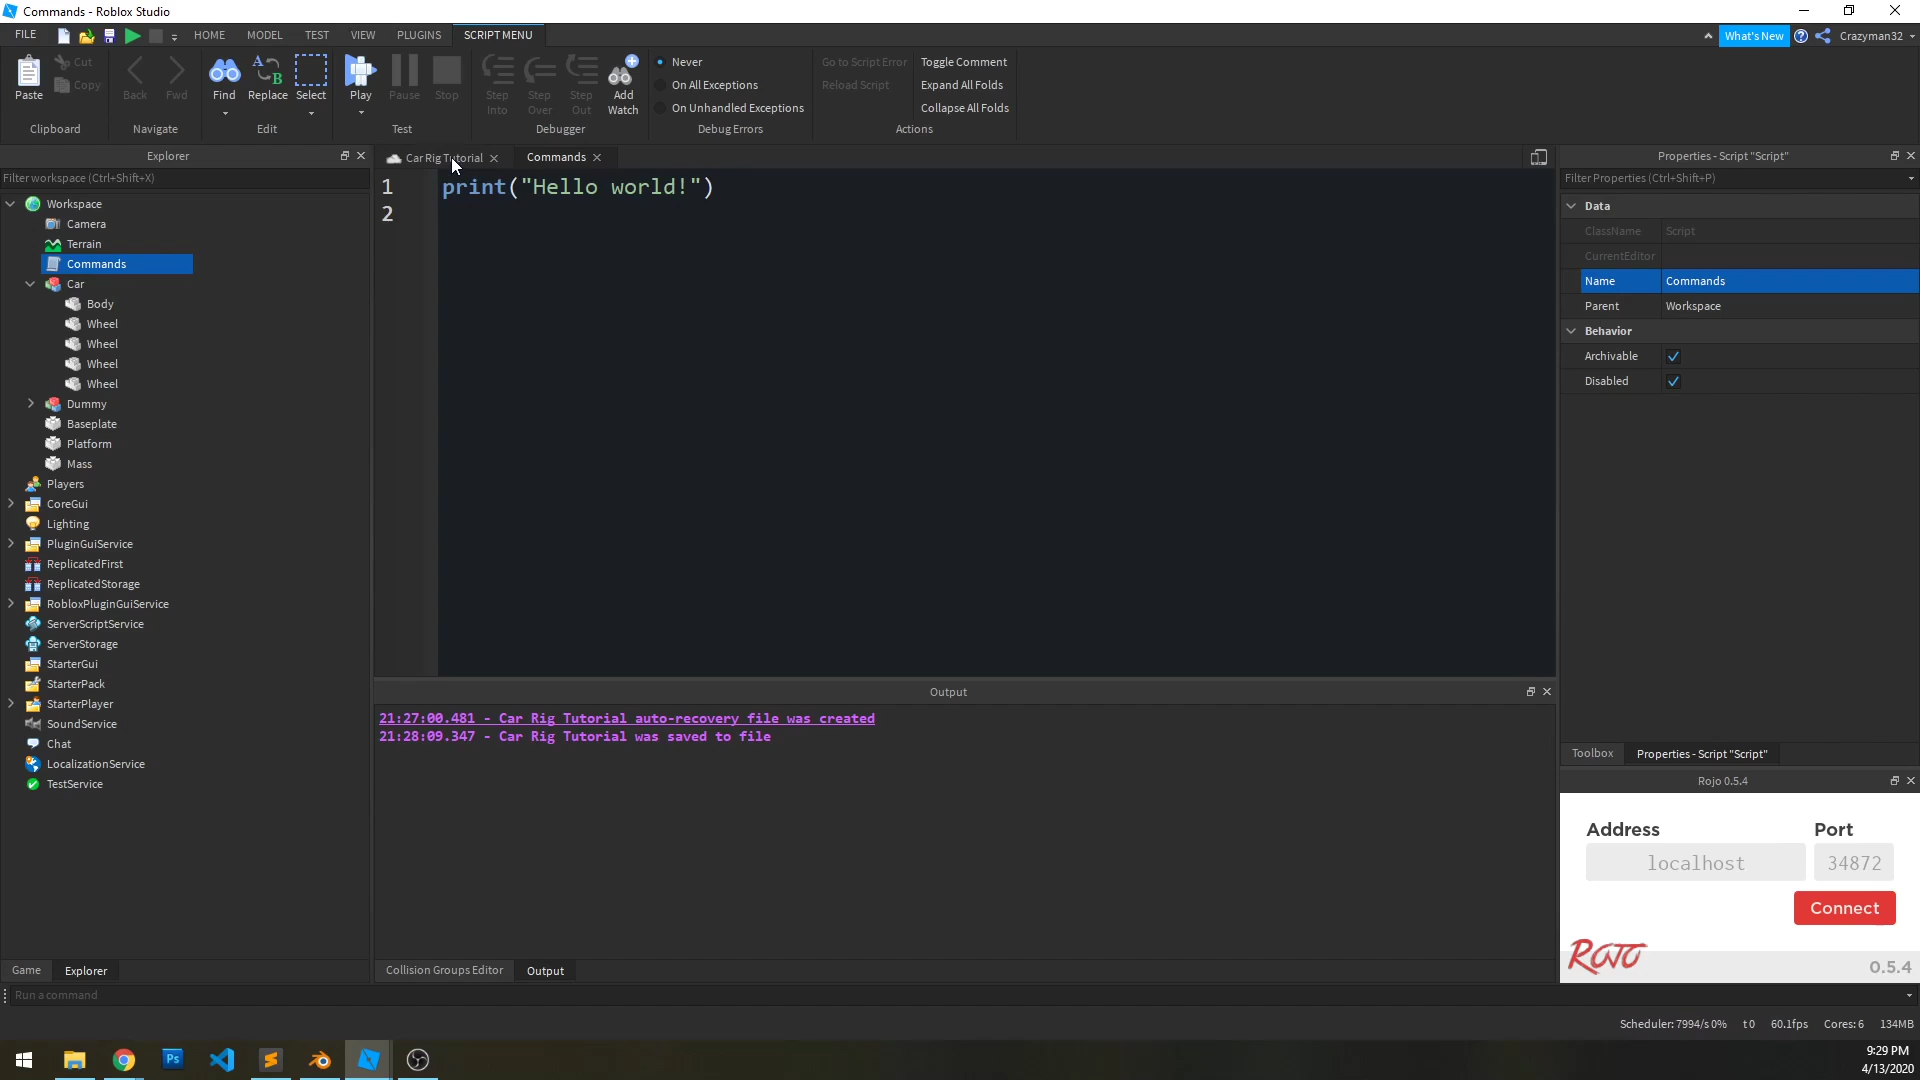 Commands - Roblox Studio
FILE
HOME
MODEL
TEST
VIEW
PLUGINS
SCRIPT MENU
What's New
Crazyman32
Paste
Cut
Copy
Clipboard
Back
Fwd
Navigate
Find
Replace
Select
Edit
Play
Pause
Stop
Test
Step Into
Step Over
Step Out
Add Watch
Debugger
Never
On All Exceptions
On Unhandled Exceptions
Debug Errors
Go to Script Error
Reload Script
Toggle Comment
Expand All Folds
Collapse All Folds
Actions
Explorer
Filter workspace (Ctrl+Shift+X)
Workspace
Camera
Terrain
Commands
Car
Body
Wheel
Wheel
Wheel
Wheel
Dummy
Baseplate
Platform
Mass
Players
CoreGui
Lighting
PluginGuiService
ReplicatedFirst
ReplicatedStorage
RobloxPluginGuiService
ServerScriptService
ServerStorage
StarterGui
StarterPack
StarterPlayer
SoundService
Chat
LocalizationService
TestService
Game
Explorer
Car Rig Tutorial
Commands
1 print("Hello world!")
2
Output
21:27:00.481 - Car Rig Tutorial auto-recovery file was created
21:28:09.347 - Car Rig Tutorial was saved to file
Collision Groups Editor
Output
Properties - Script "Script"
Filter Properties (Ctrl+Shift+P)
Data
ClassName Script
CurrentEditor
Name Commands
Parent Workspace
Behavior
Archivable
Disabled
Toolbox
Properties - Script "Script"
Rojo 0.5.4
Address
Port
localhost
34872
Connect
ROJO
0.5.4
Run a command
Scheduler: 7994/s 0% t 0 60.1fps Cores: 6 134MB
Ps
9:29 PM
4/13/2020